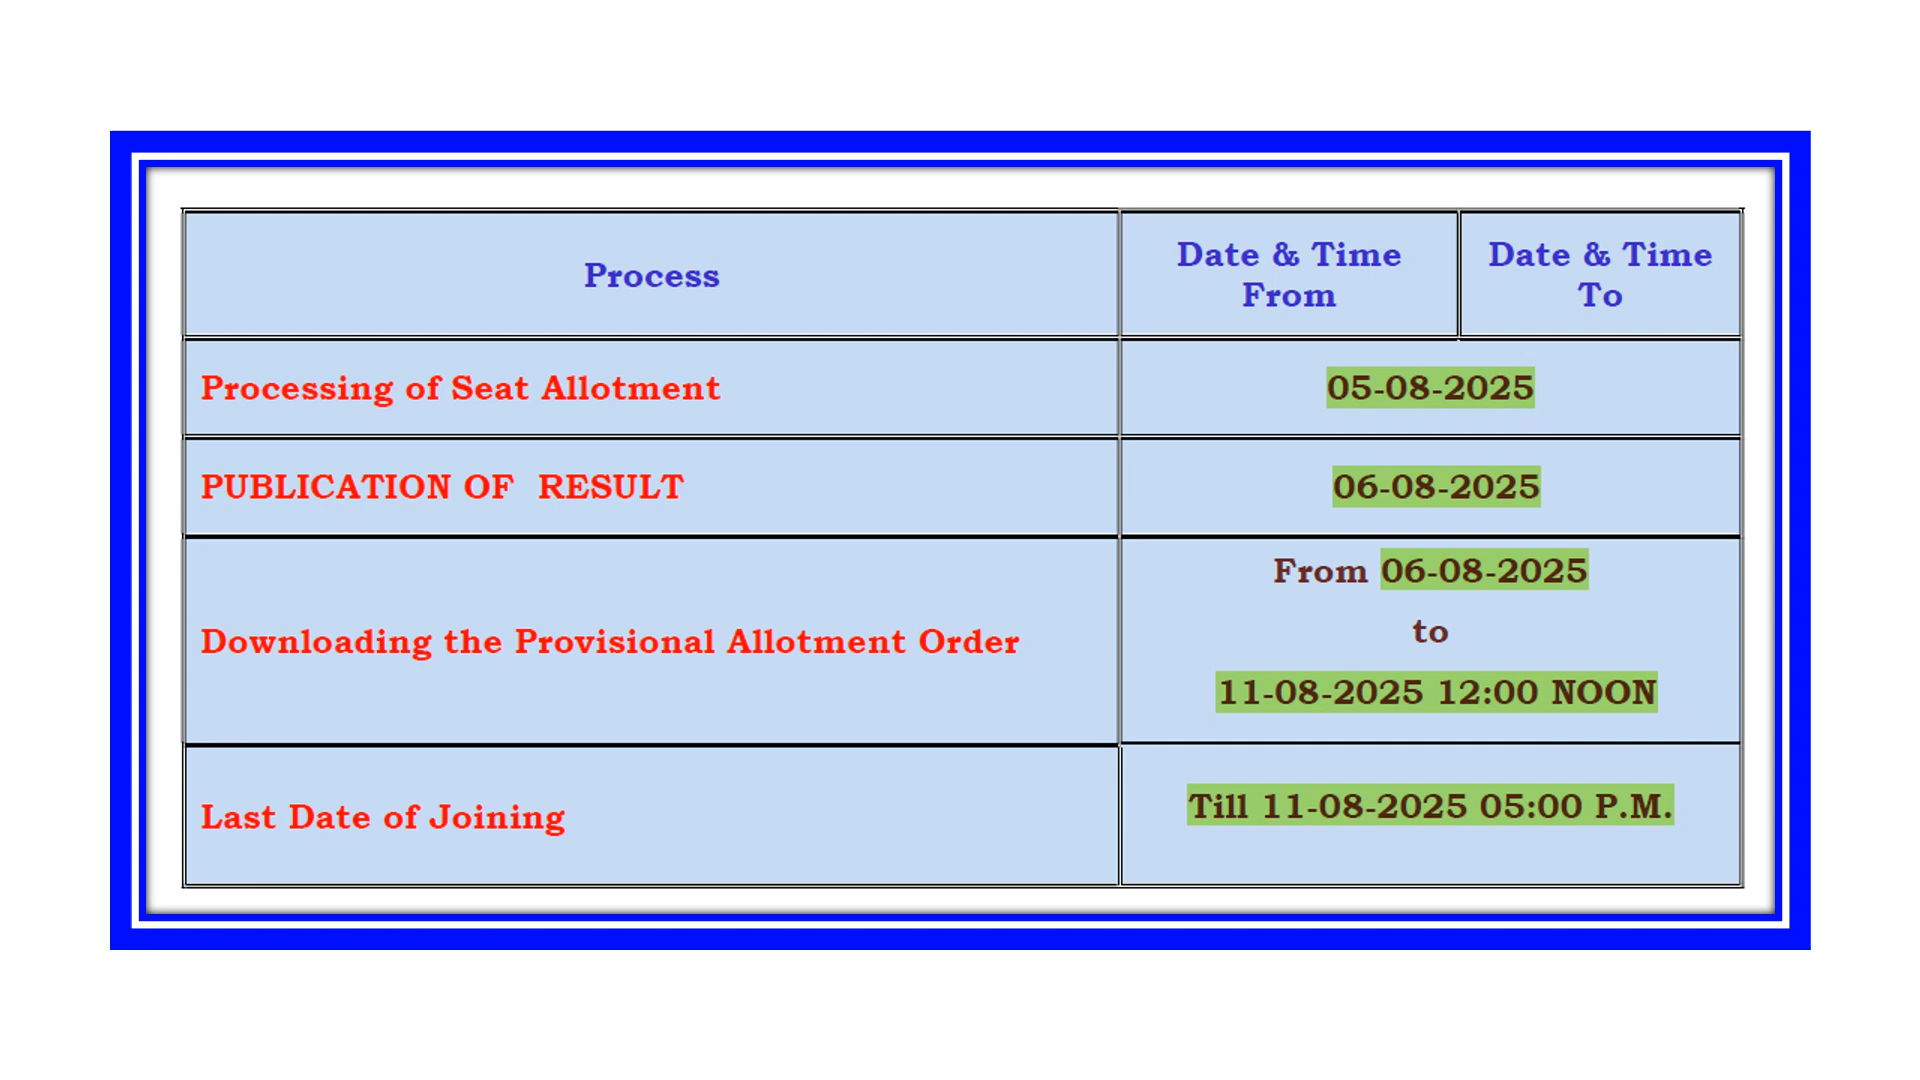 Process
Date & Time
From
Date & Time
To
Processing of Seat Allotment
05-08-2025
PUBLICATION OF  RESULT
06-08-2025
Downloading the Provisional Allotment Order
From 06-08-2025
to
11-08-2025 12:00 NOON
Last Date of Joining
Till 11-08-2025 05:00 P.M.